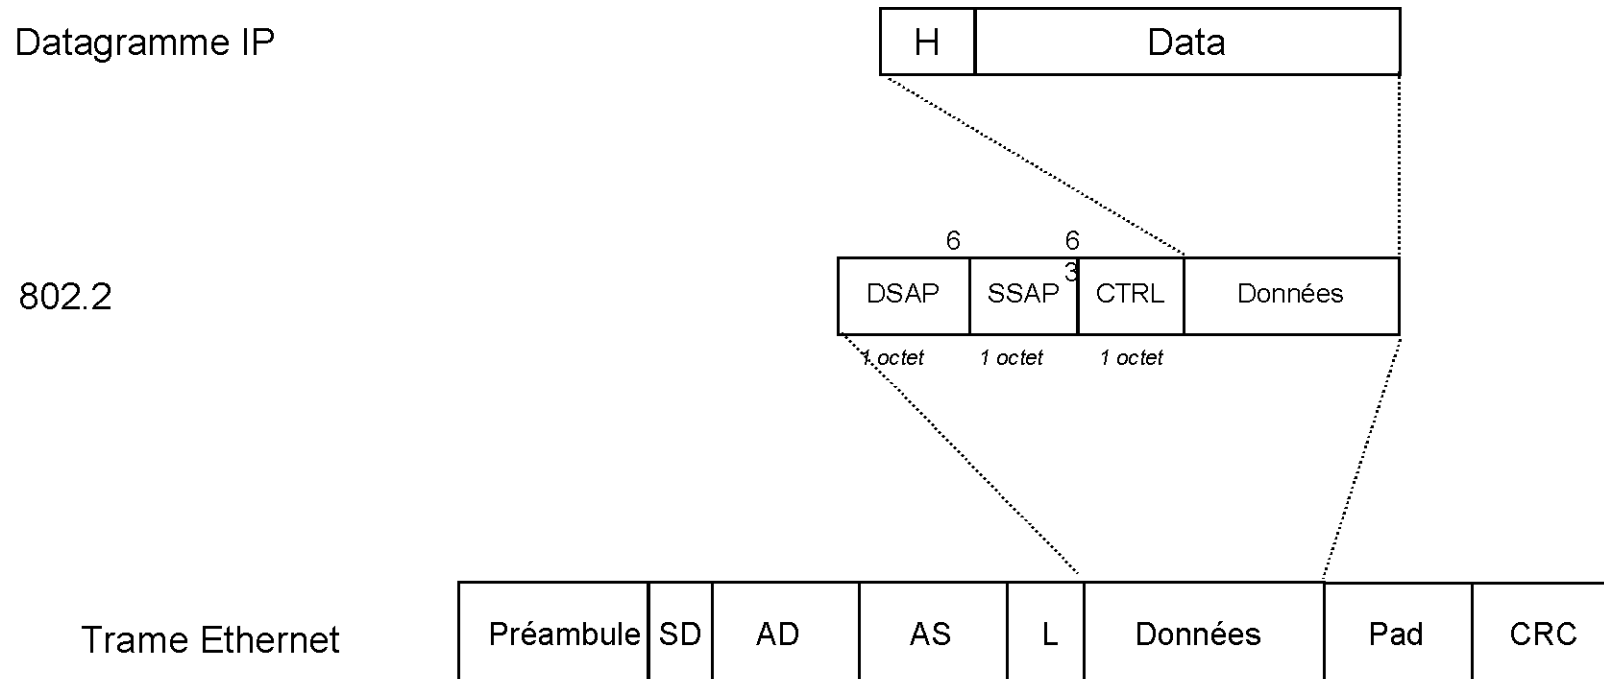 Datagramme IP
H
Data
6
6
3
802.2
DSAP
SSAP
CTRL
Données
1 octet
1 octet
1 octet
Trame Ethernet
Préambule
SD
AD
AS
L
Données
Pad
CRC